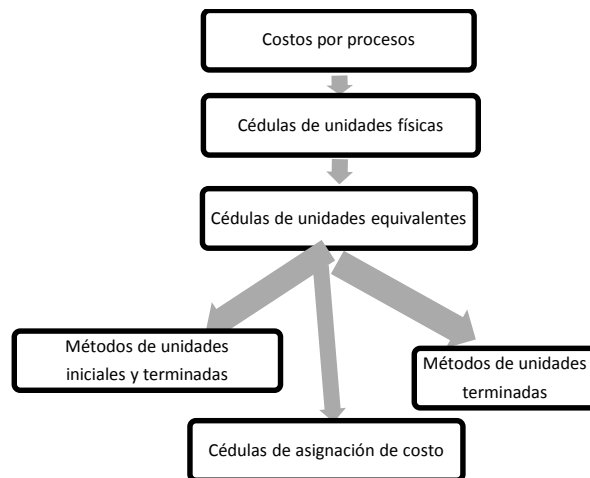 Costos por procesos
Cédulas de unidades físicas
Cédulas de unidades equivalentes
Métodos de unidades
iniciales y terminadas
Métodos de unidades
terminadas
Cédulas de asignación de costo